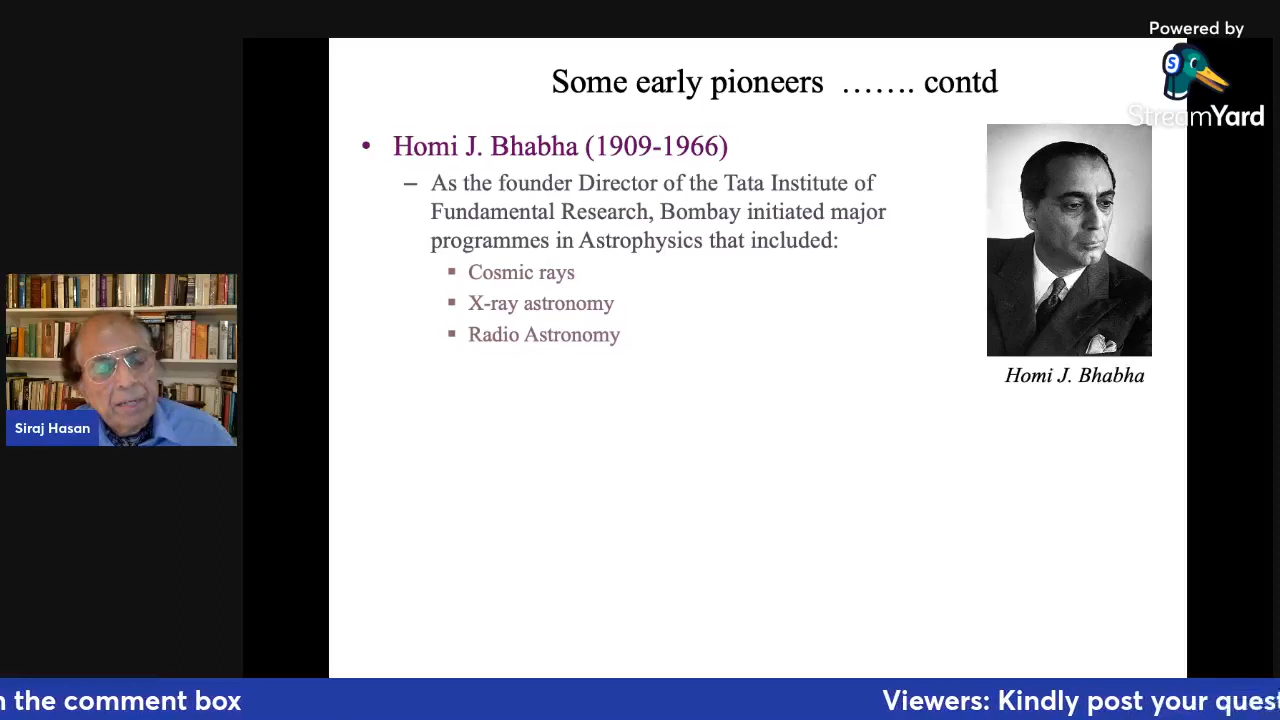 Powered by
StreamYard
Some early pioneers ……. contd
• Homi J. Bhabha (1909-1966)
– As the founder Director of the Tata Institute of
Fundamental Research, Bombay initiated major
programmes in Astrophysics that included:
▪ Cosmic rays
▪ X-ray astronomy
▪ Radio Astronomy
Homi J. Bhabha
Siraj Hasan
the comment box
Viewers: Kindly post your